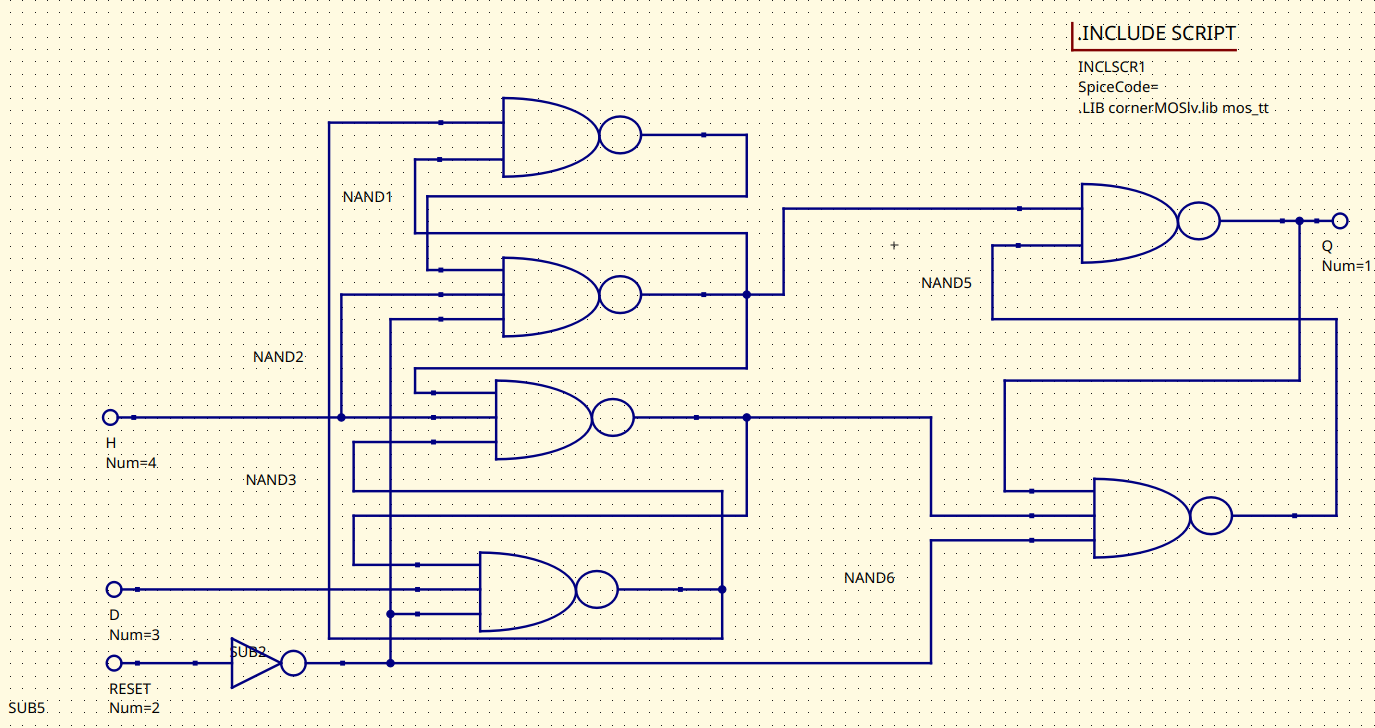 .INCLUDE SCRIPT
INCLSCR1
SpiceCode=
.LIB cornerMOSlv.lib mos_tt
NAND1
Q
Num=1
NAND5
NAND2
H
Num=4
NAND3
NAND6
D
Num=3
SUB2
RESET
Num=2
SUB5